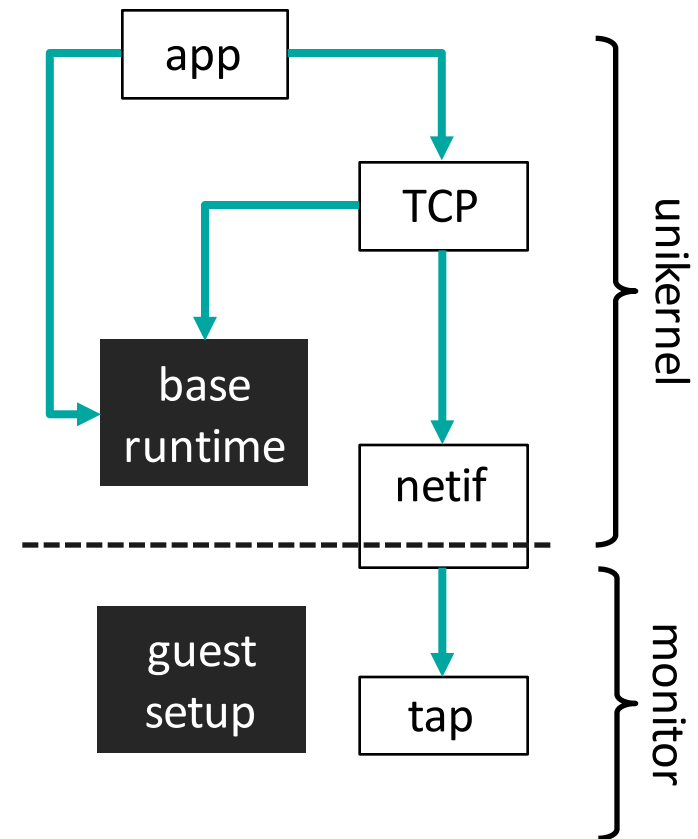 app
TCP
base
runtime
netif
unikernel
guest
setup
tap
monitor